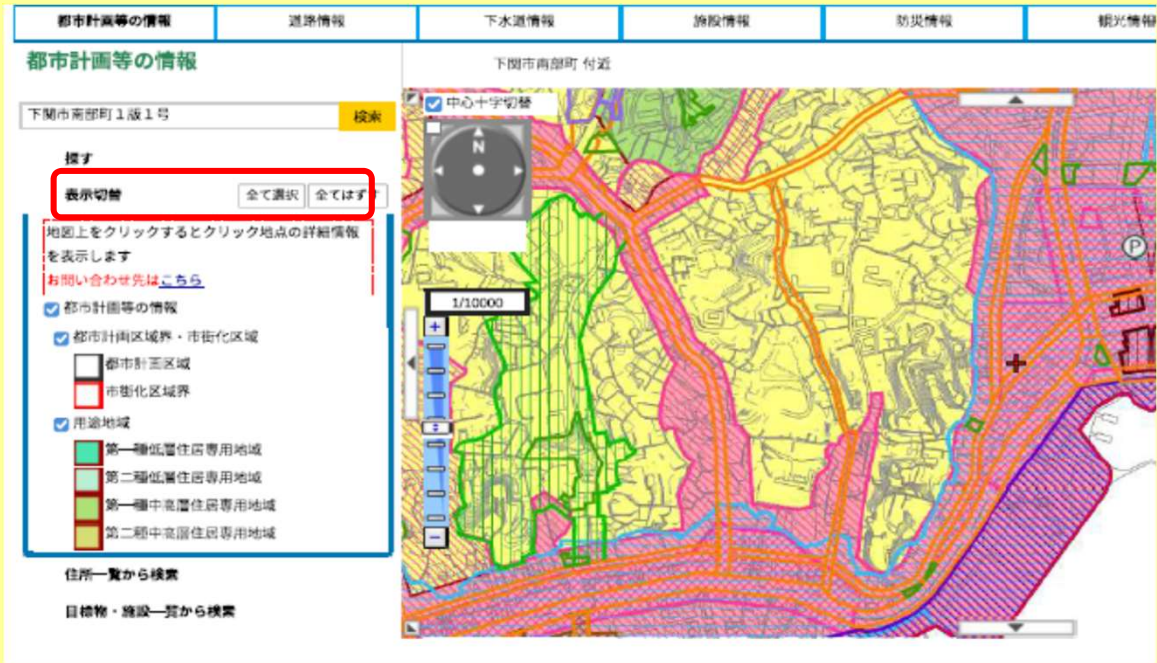 都市計画等の情報
道路情報
下水道情報
施設情報
防災情報
観光情報
都市計画等の情報
下関市南部町 付近
下関市南部町1版1号
検索
中心十字切替
N
探す
表示切替
全て選択
全てはず
地図上をクリックするとクリック地点の詳細情報
を表示します
お問い合わせ先はこちら
1/10000
都市計画等の情報
都市計画区域界・市街化区域
都市計画区域
市街化区域界
用途地域
第一種低層住居専用地域
第二種低層住居専用地域
第一種中高層住居専用地域
第二種中高層住居専用地域
住所一覧から検索
目標物・施設一覧から検索
P